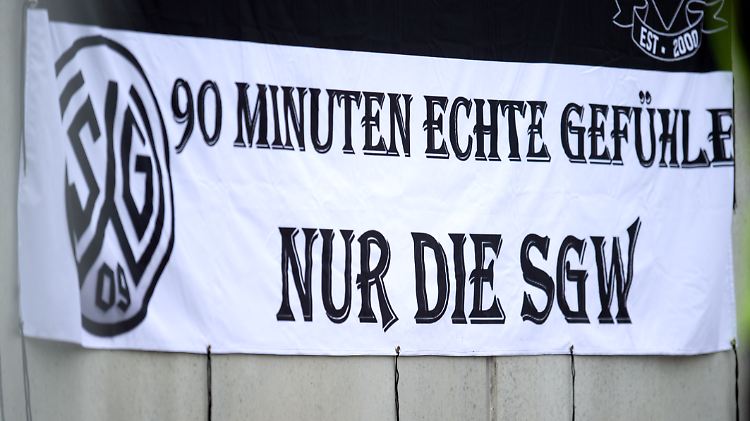 EST • 2000
90 MINUTEN ECHTE GEFÜHLE
NUR DIE SGW
SG
09